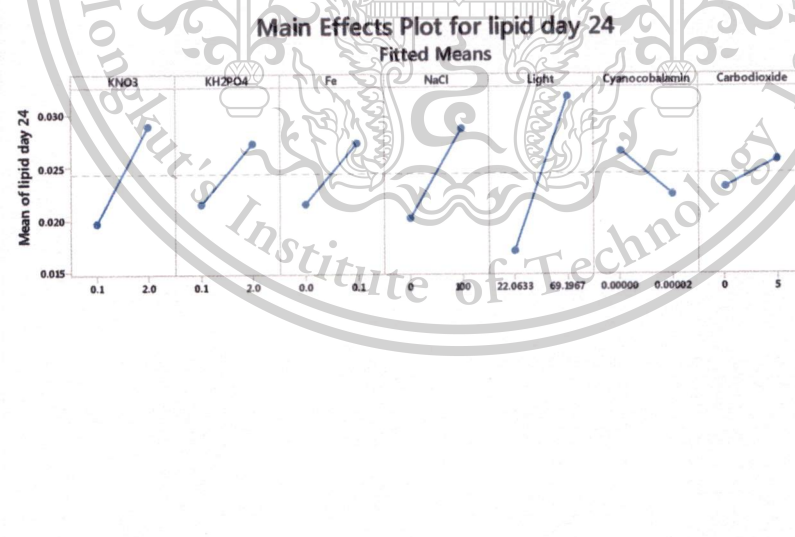 Main Effects Plot for lipid day 24
Fitted Means
KNO3 KH2PO4 Fe NaCl Light Cyanocobalamin Carbodioxide
Mean of lipid day 24
0.030
0.025
0.020
0.015
0.1 2.0 0.1 2.0 0.0 0.1 0 100 22.0633 69.1967 0.00000 0.00002 0 5
ongkut's Institute of Technology